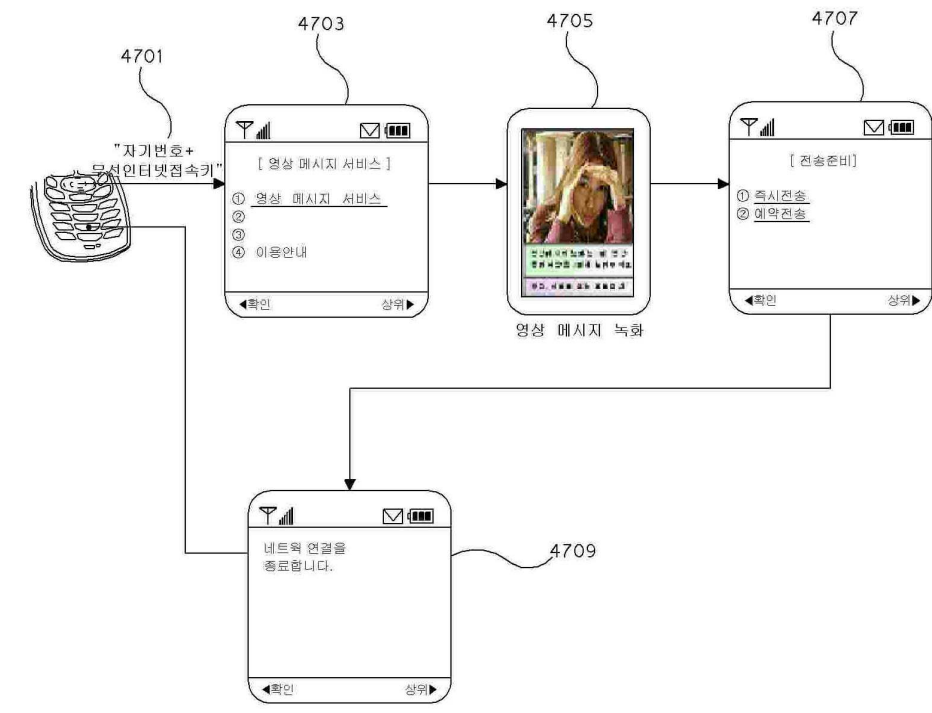 4701
4703
4705
4707
"자기번호+
무선인터넷접속키"
[ 영상 메시지 서비스 ]
① 영상 메시지 서비스
②
③
④ 이용안내
◀확인 상위▶
영상 메시지 녹화
[ 전송준비]
① 즉시전송
② 예약전송
◀확인 상위▶
네트웍 연결을
종료합니다.
◀확인 상위▶
4709